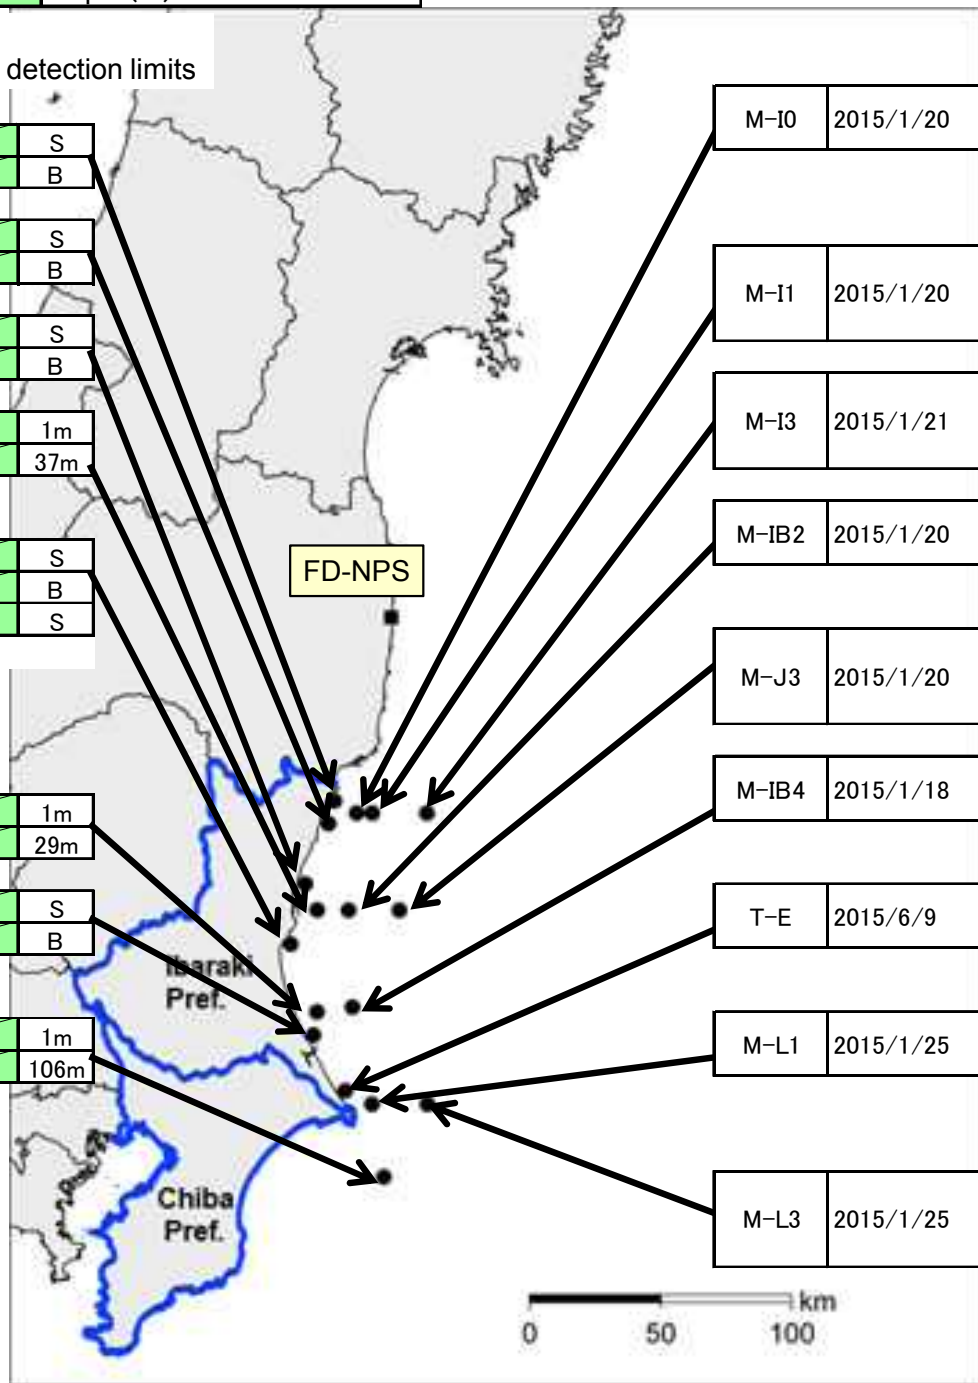 detection limits
S
B
S
B
S
B
1m
37m
S
B
S
1m
29m
S
B
1m
106m
FD-NPS
Ibaraki
Pref.
Chiba
Pref.
M-I0 2015/1/20
M-I1 2015/1/20
M-I3 2015/1/21
M-IB2 2015/1/20
M-J3 2015/1/20
M-IB4 2015/1/18
T-E 2015/6/9
M-L1 2015/1/25
M-L3 2015/1/25
km
0 50 100